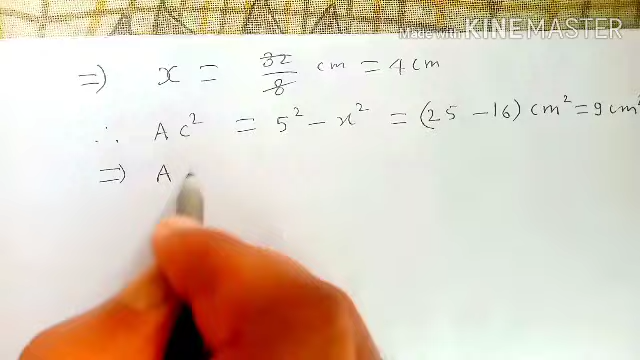 Made with KINEMASTER
⇒) x = 32/8 cm = 4 cm
∴ AC² = 5² – x² = (25 – 16) cm² = 9 cm²
⇒) A